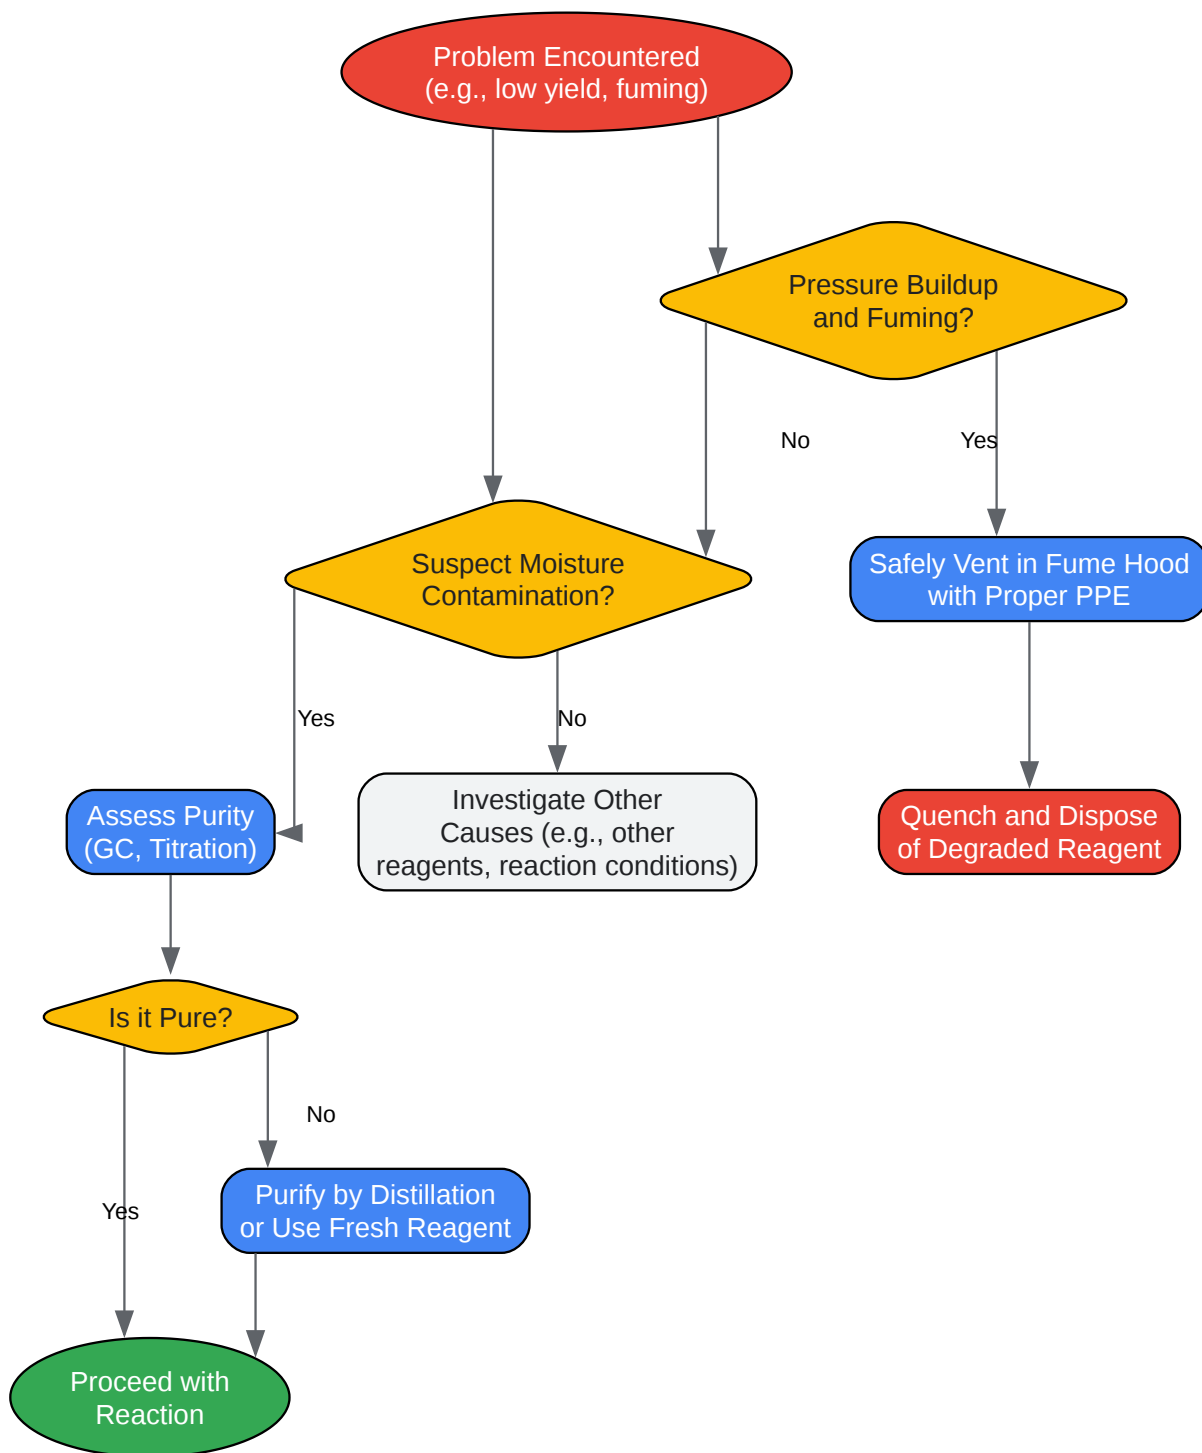 Problem Encountered
(e.g., low yield, fuming)
Pressure Buildup
and Fuming?
No
Yes
Suspect Moisture
Contamination?
Safely Vent in Fume Hood
with Proper PPE
Yes
No
Assess Purity
(GC, Titration)
Investigate Other
Causes (e.g., other
reagents, reaction conditions)
Quench and Dispose
of Degraded Reagent
Is it Pure?
No
Yes
Purify by Distillation
or Use Fresh Reagent
Proceed with
Reaction